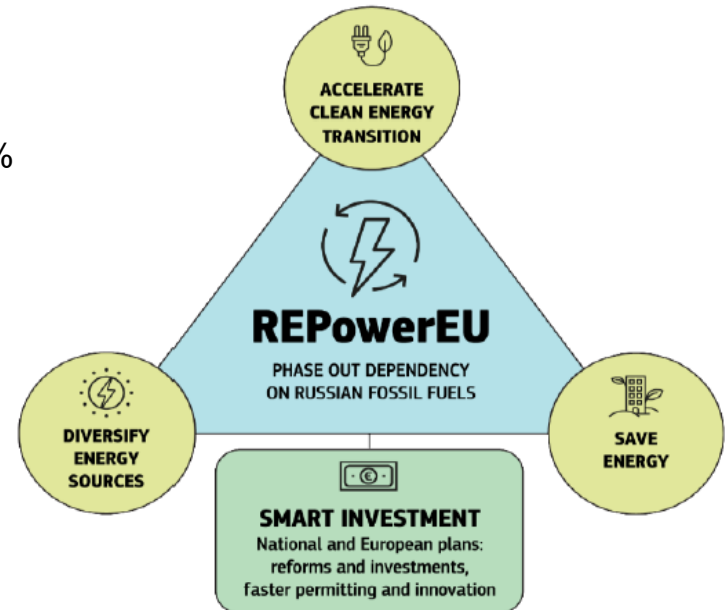 %
ACCELERATE
CLEAN ENERGY
TRANSITION
REPowerEU
PHASE OUT DEPENDENCY
ON RUSSIAN FOSSIL FUELS
DIVERSIFY
ENERGY
SOURCES
SAVE
ENERGY
€
SMART INVESTMENT
National and European plans:
reforms and investments,
faster permitting and innovation